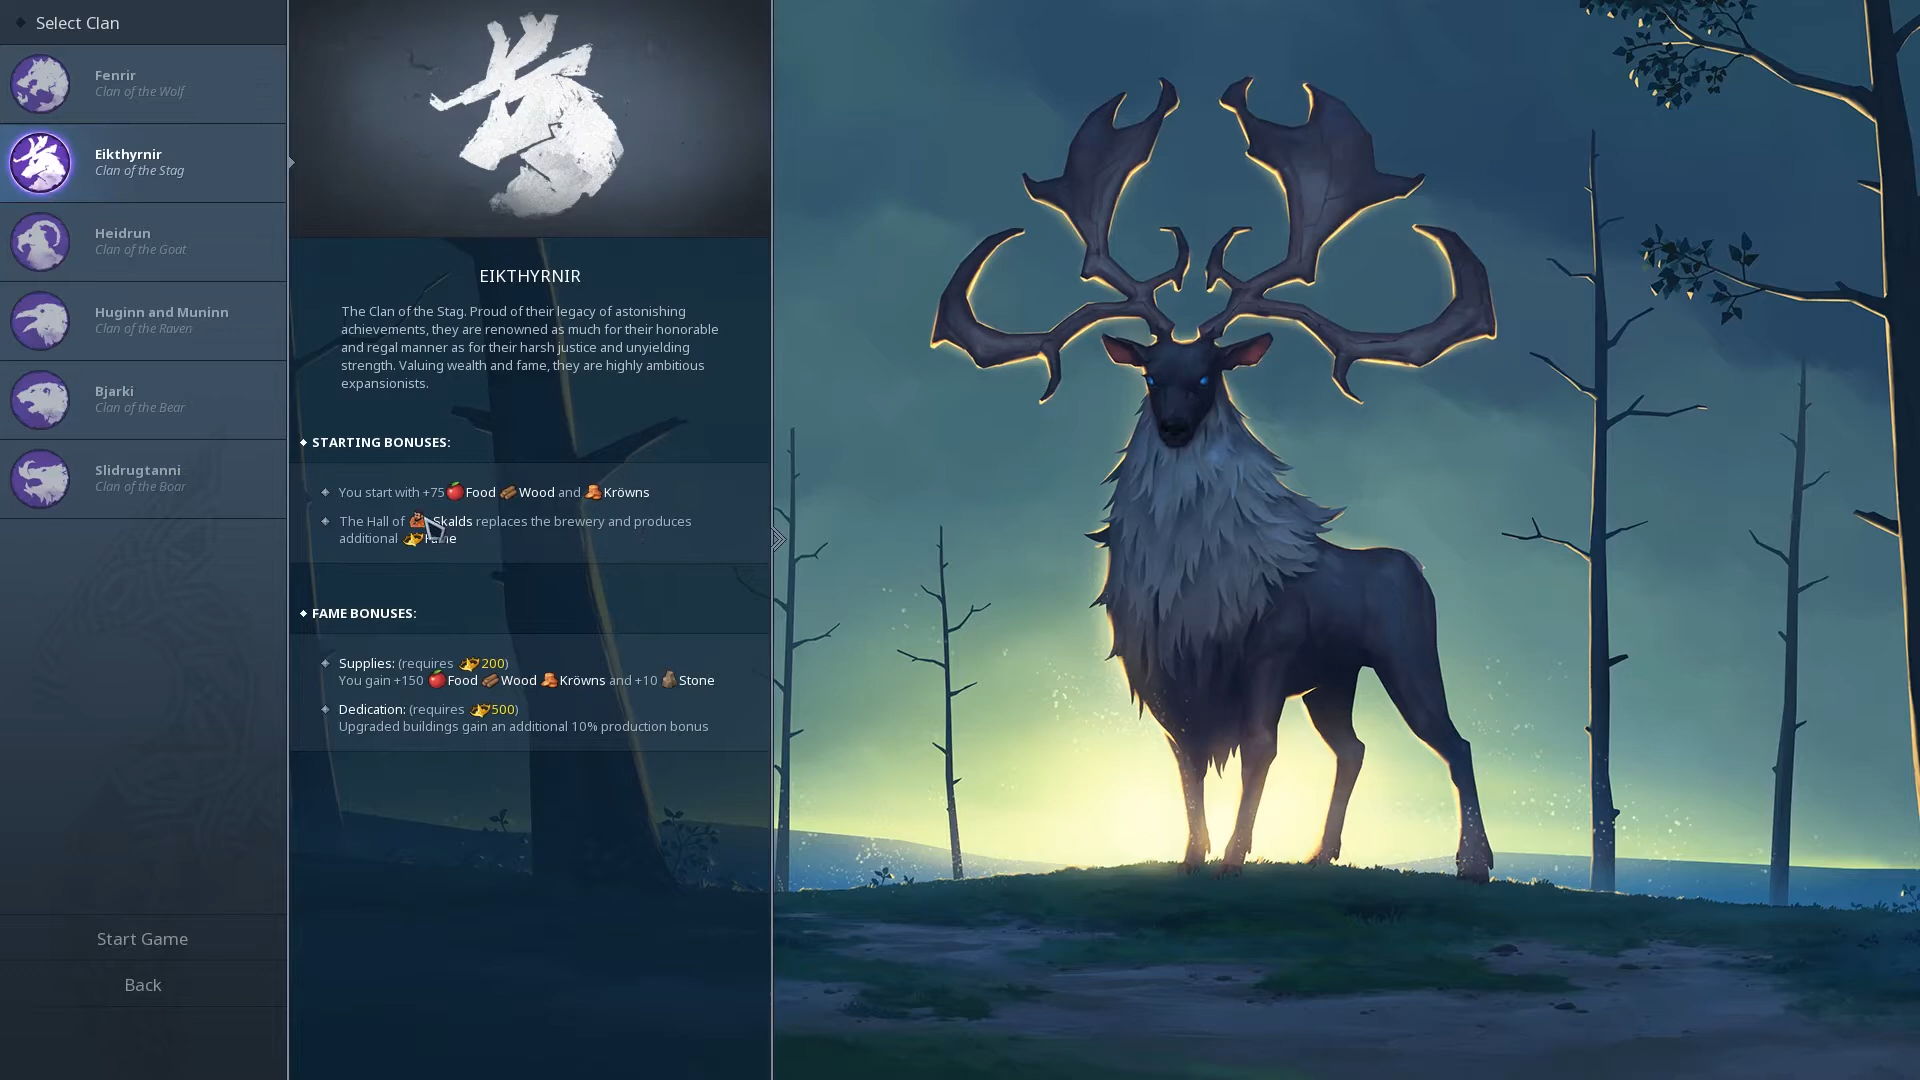 Select Clan
Fenrir
Clan of the Wolf
Eikthyrnir
Clan of the Stag
Heidrun
Clan of the Goat
Huginn and Muninn
Clan of the Raven
Bjarki
Clan of the Bear
Slidrugtanni
Clan of the Boar
Start Game
Back
EIKTHYRNIR
The Clan of the Stag. Proud of their legacy of astonishing
achievements, they are renowned as much for their honorable
and regal manner as for their harsh justice and unyielding
strength. Valuing wealth and fame, they are highly ambitious
expansionists.
STARTING BONUSES:
You start with +75 Food Wood and Kröwns
The Hall of Skalds replaces the brewery and produces
additional Fame
FAME BONUSES:
Supplies: (requires 200)
You gain +150 Food Wood Kröwns and +10 Stone
Dedication: (requires 500)
Upgraded buildings gain an additional 10% production bonus